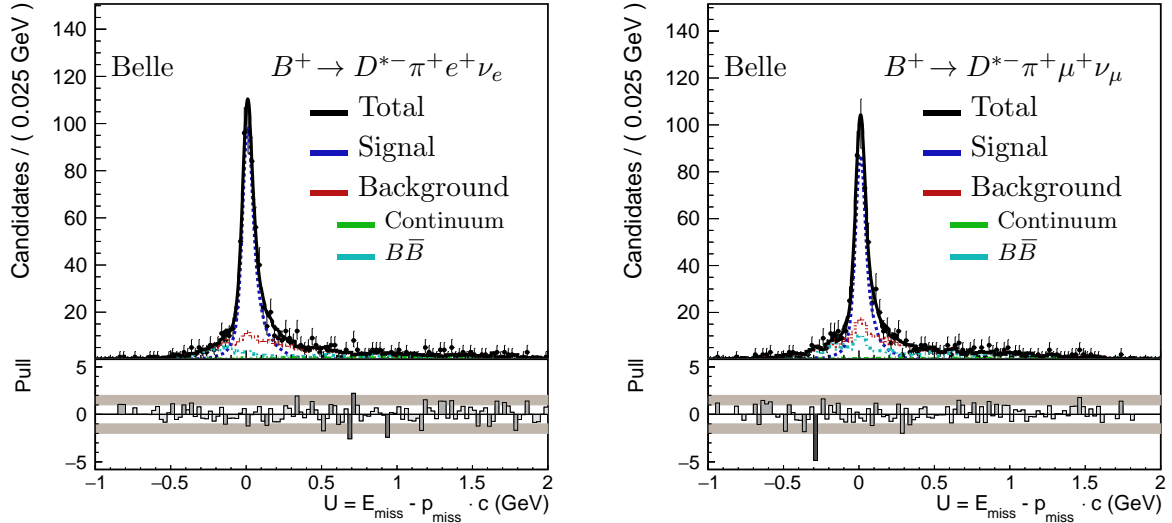 Candidates / ( 0.025 GeV )
140
120
100
80
60
40
20
Belle
B⁺ → D*⁻ π⁺ e⁺ νₑ
Total
Signal
Background
Continuum
BB̅
Pull
5
0
−5
−1 −0.5 0 0.5 1 1.5 2
U = E_miss - p_miss · c (GeV)
Candidates / ( 0.025 GeV )
140
120
100
80
60
40
20
Belle
B⁺ → D*⁻ π⁺ μ⁺ ν_μ
Total
Signal
Background
Continuum
BB̅
Pull
5
0
−5
−1 −0.5 0 0.5 1 1.5 2
U = E_miss - p_miss · c (GeV)